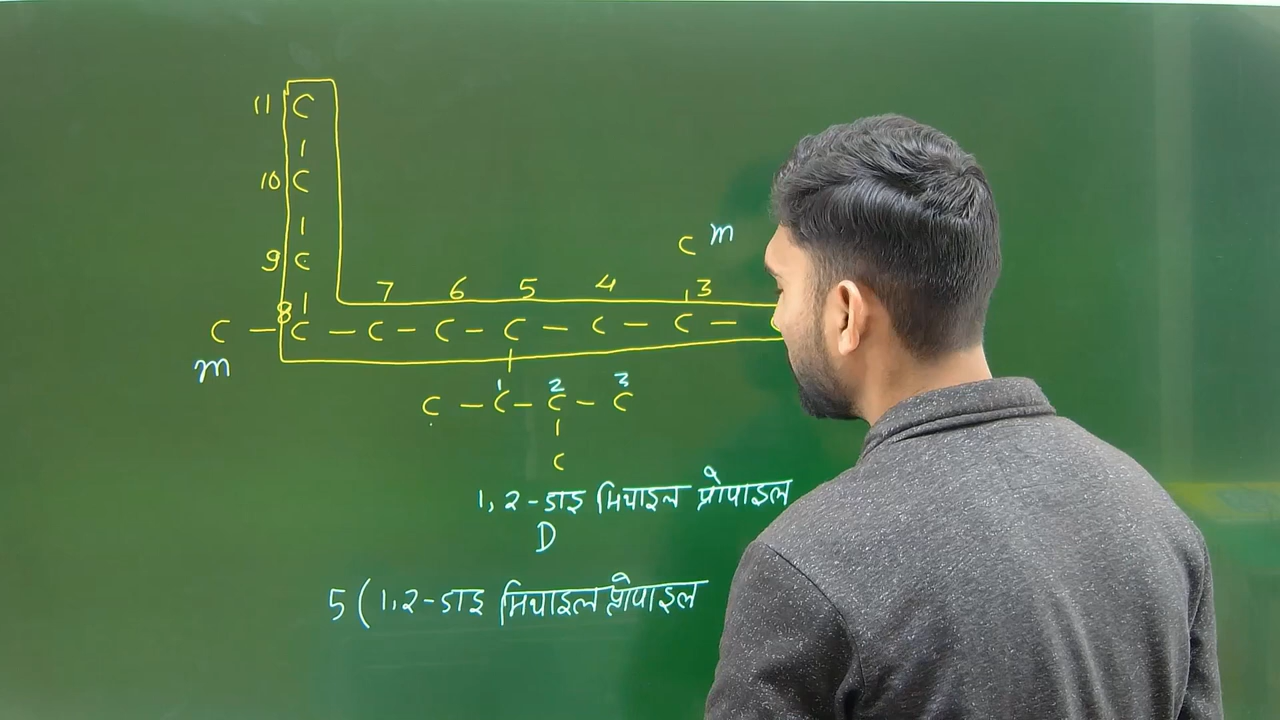 11 C
10 C
9 C
C m
7 6 5 4 3
C – 8 C – C – C – C – C – C –
m
1 2 3
C – C – C – C
C
1, 2-डाइ मिथाइल प्रोपाइल
D
5 ( 1, 2-डाइ मिथाइल प्रोपाइल